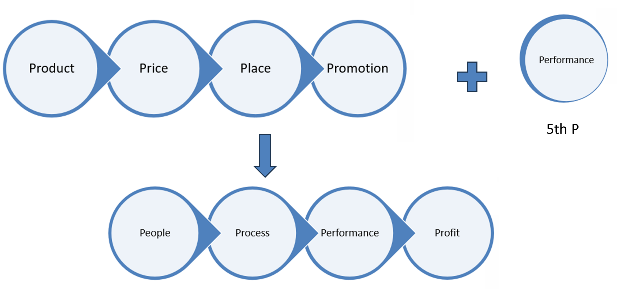 Product
Price
Place
Promotion
Performance
5th P
People
Process
Performance
Profit